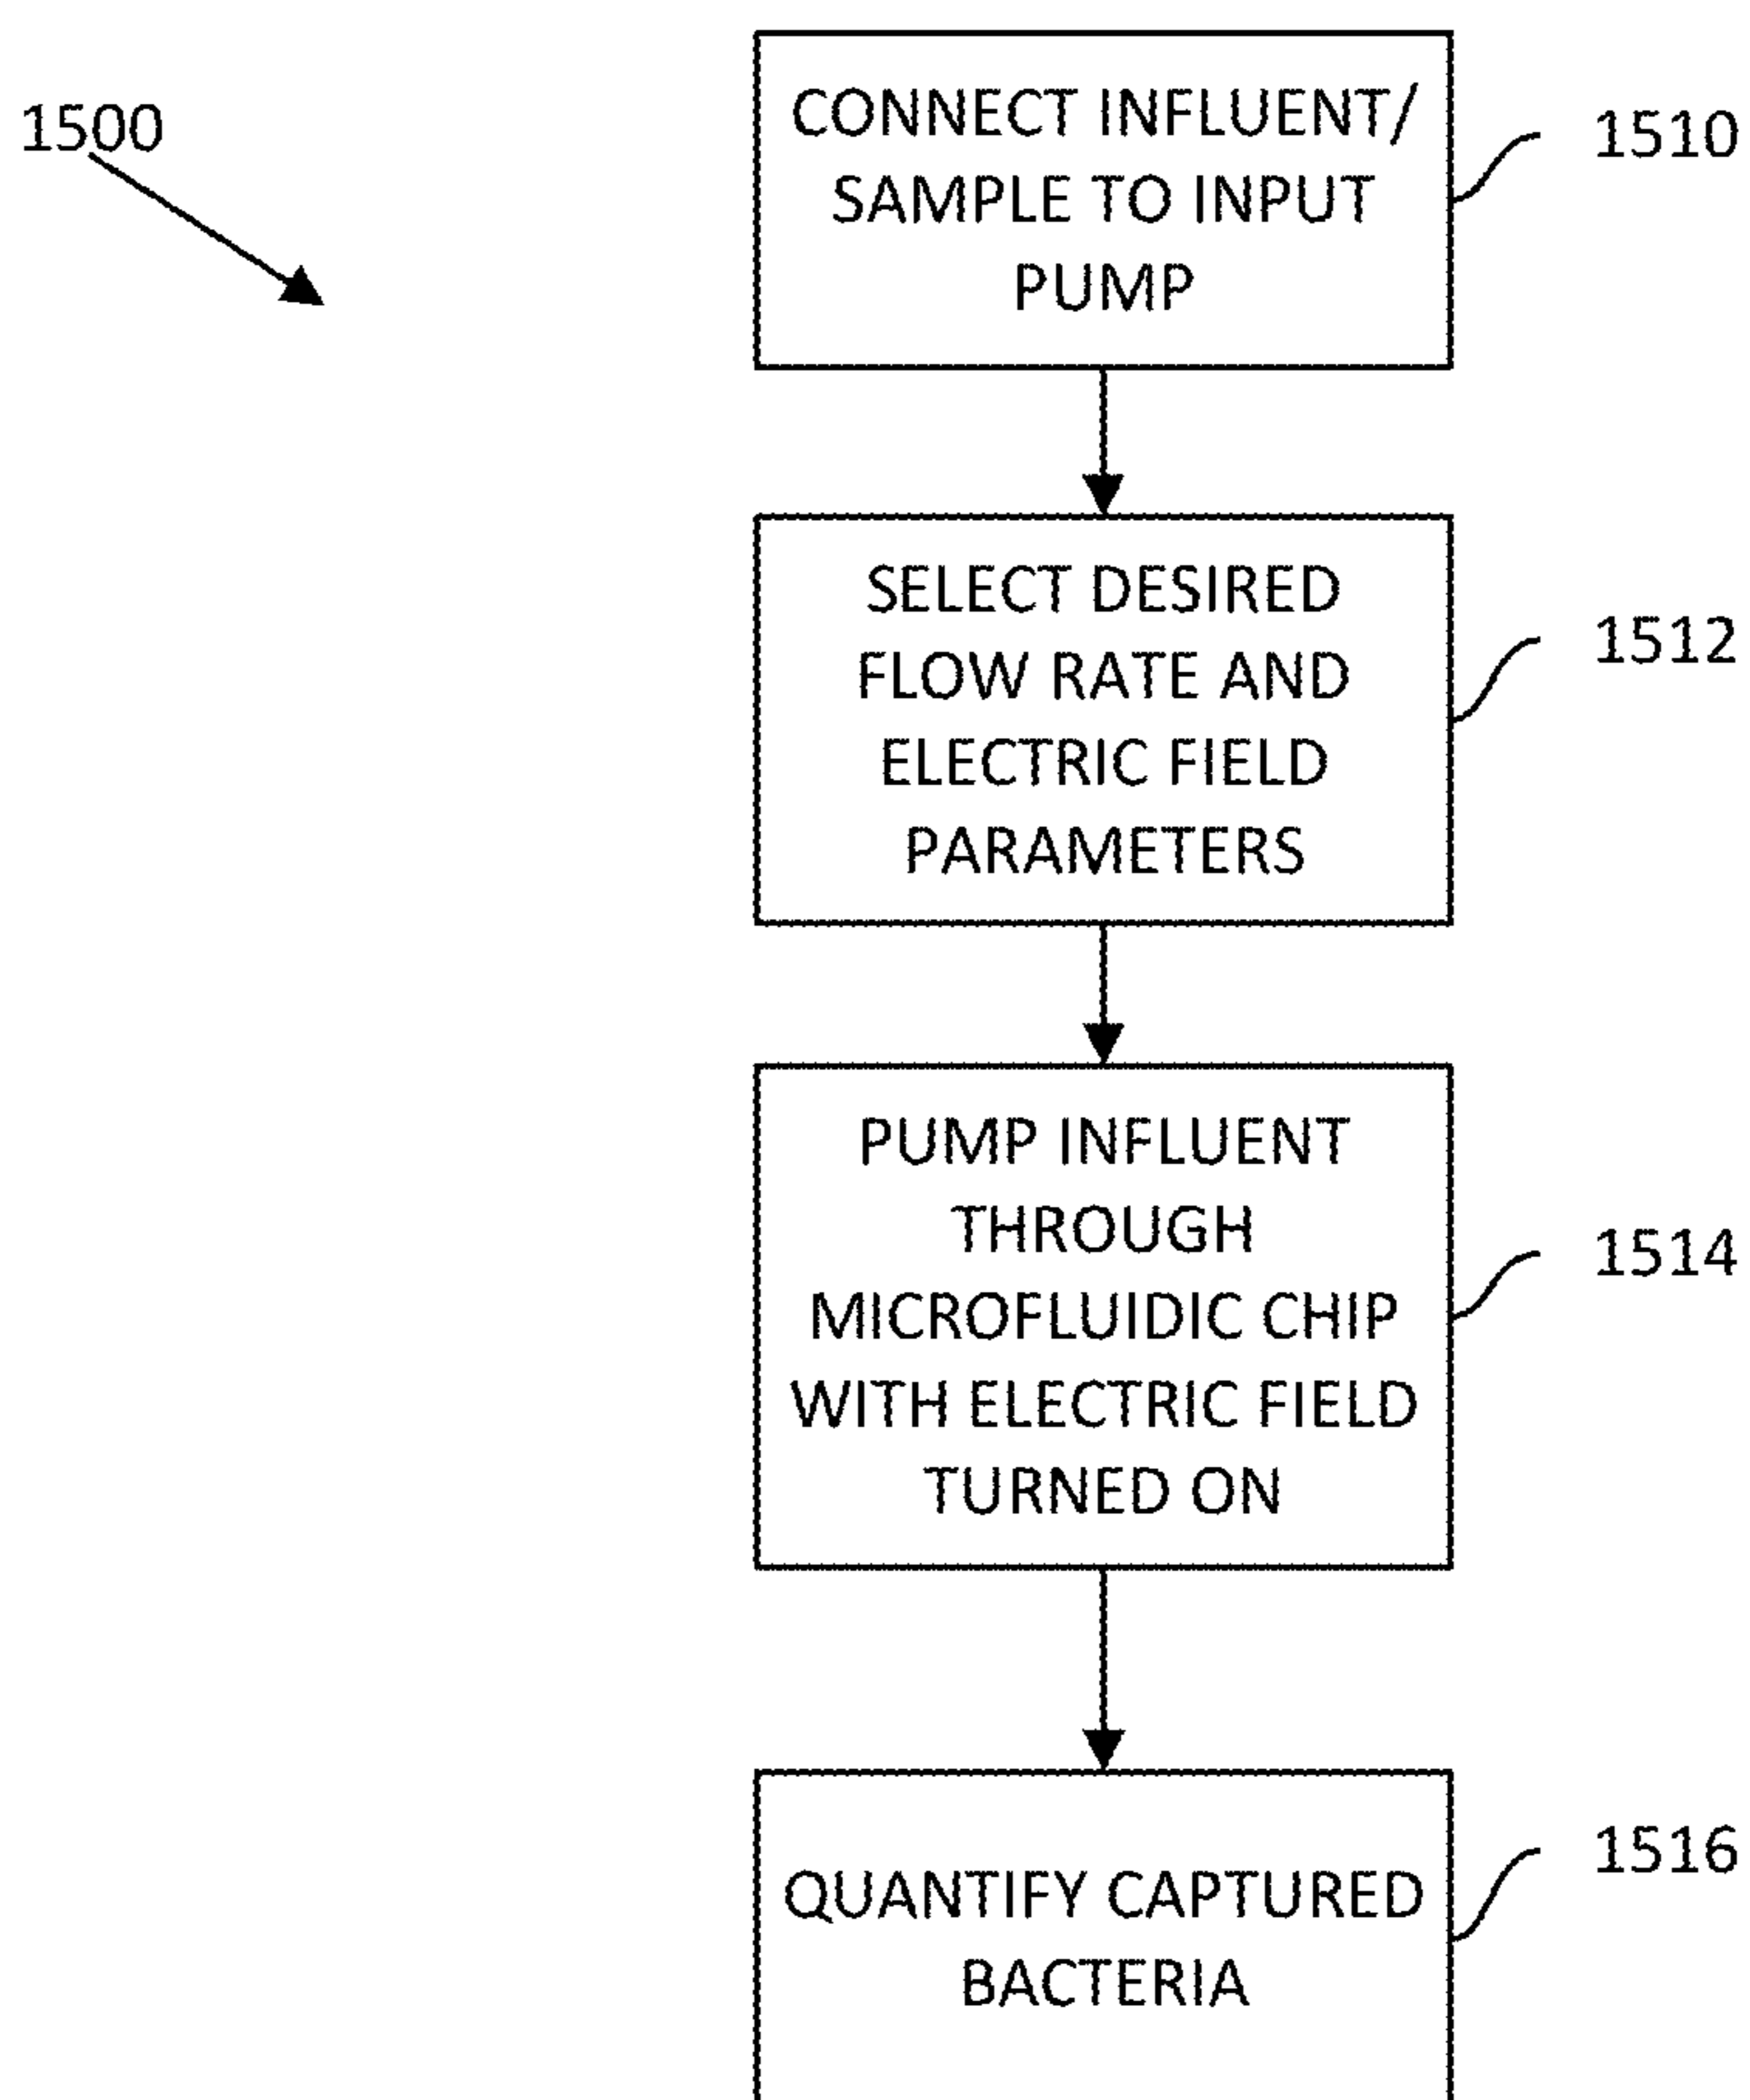 1500
CONNECT INFLUENT/
SAMPLE TO INPUT
PUMP
1510
SELECT DESIRED
FLOW RATE AND
ELECTRIC FIELD
PARAMETERS
1512
PUMP INFLUENT
THROUGH
MICROFLUIDIC CHIP
WITH ELECTRIC FIELD
TURNED ON
1514
QUANTIFY CAPTURED
BACTERIA
1516